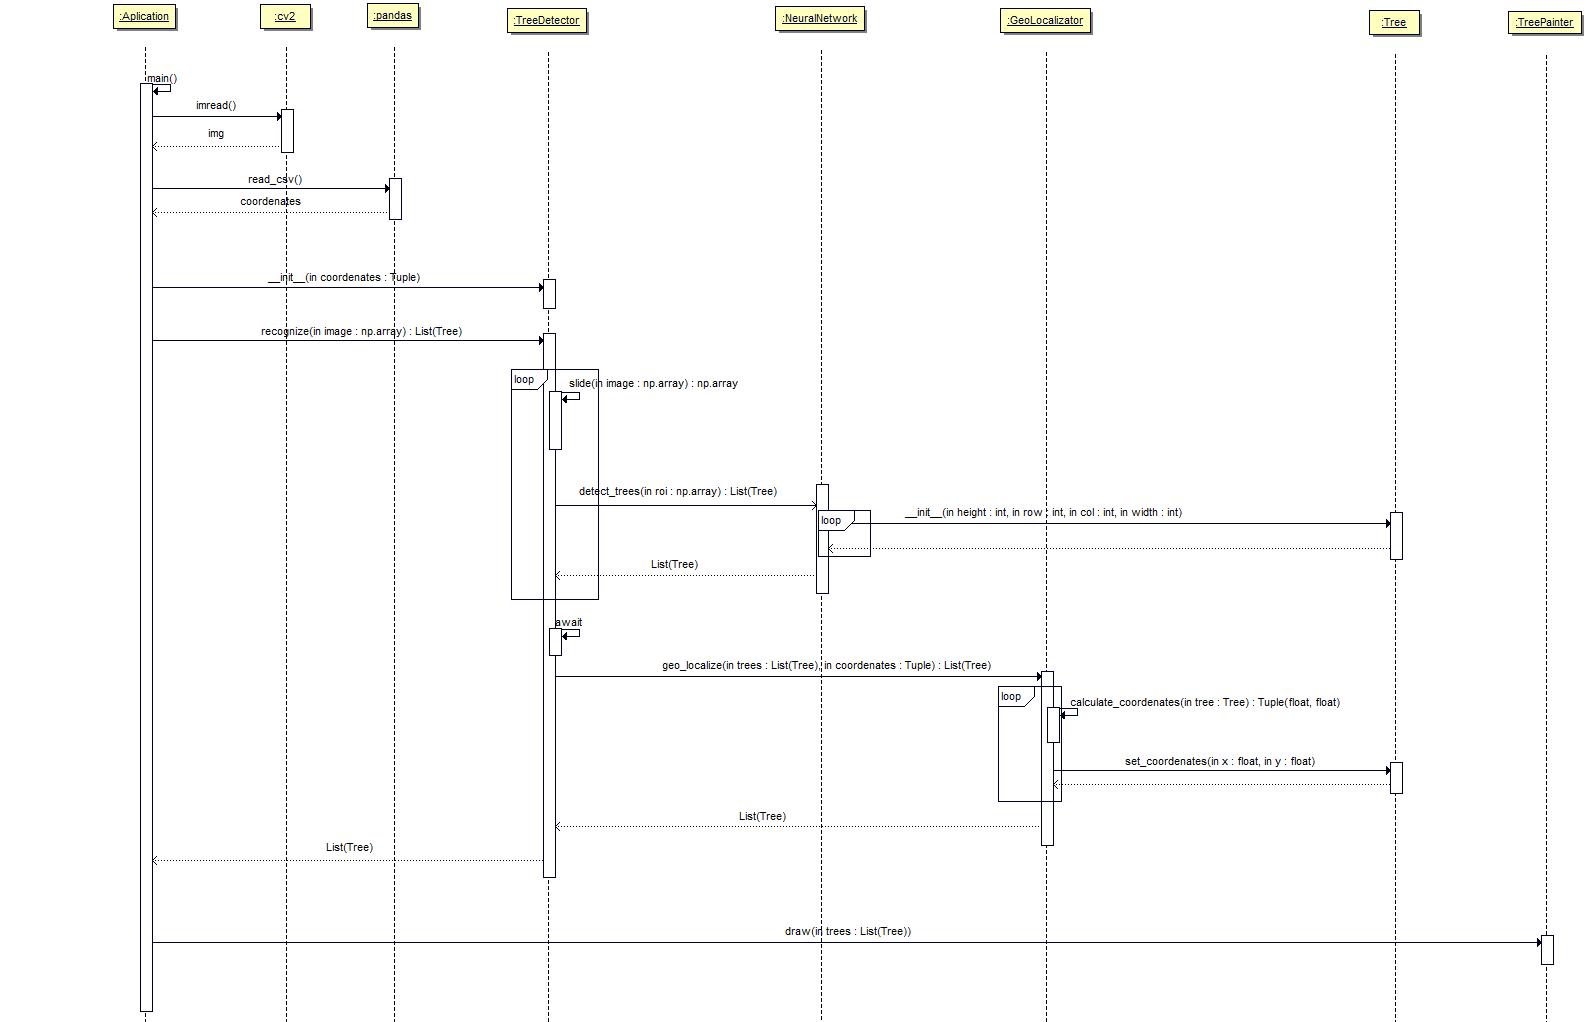 :Aplication
:cv2
:pandas
:TreeDetector
:NeuralNetwork
:GeoLocalizator
:Tree
:TreePainter
main()
imread()
img
read_csv()
coordenates
__init__(in coordenates : Tuple)
recognize(in image : np.array) : List(Tree)
loop
slide(in image : np.array) : np.array
detect_trees(in roi : np.array) : List(Tree)
loop
__init__(in height : int, in row : int, in col : int, in width : int)
List(Tree)
await
geo_localize(in trees : List(Tree), in coordenates : Tuple) : List(Tree)
loop
calculate_coordenates(in tree : Tree) : Tuple(float, float)
set_coordenates(in x : float, in y : float)
List(Tree)
List(Tree)
draw(in trees : List(Tree))